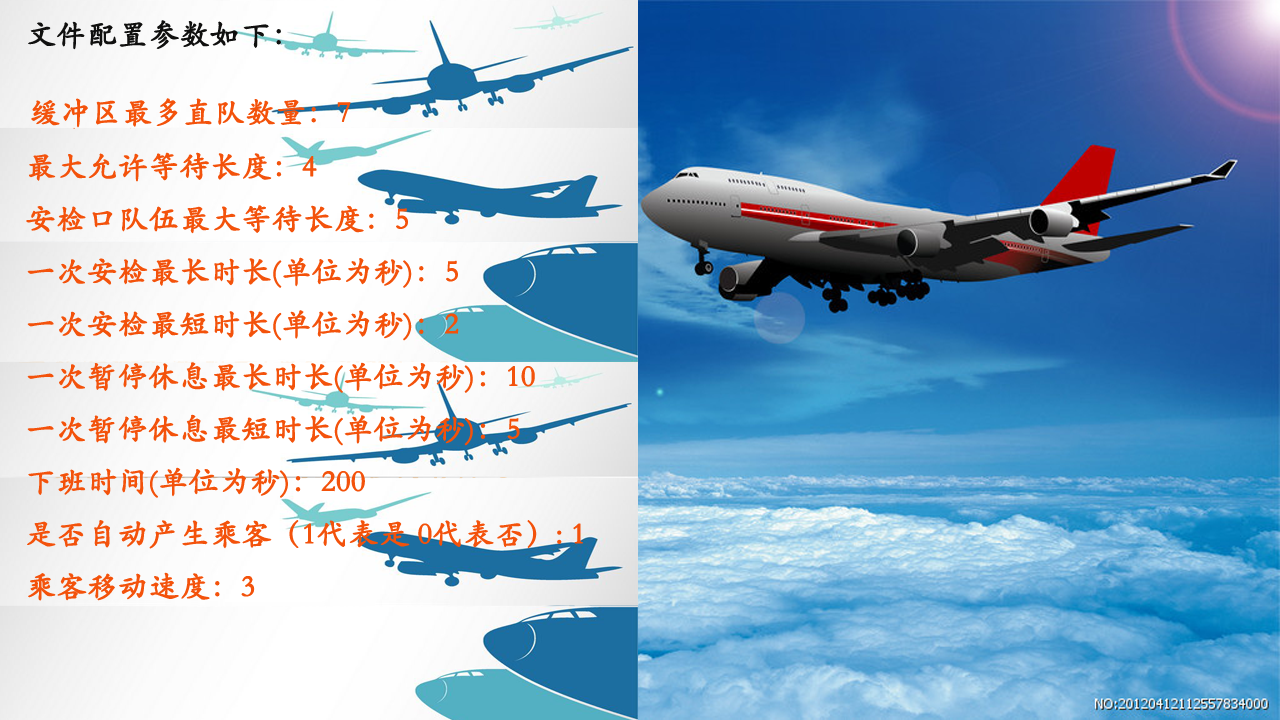 文件配置参数如下：
缓冲区最多直队数量：7
最大允许等待长度：4
安检口队伍最大等待长度：5
一次安检最长时长(单位为秒)：5
一次安检最短时长(单位为秒)：2
一次暂停休息最长时长(单位为秒)：10
一次暂停休息最短时长(单位为秒)：5
下班时间(单位为秒)：200
是否自动产生乘客（1代表是 0代表否）: 1
乘客移动速度：3
NO:20120412112557834000